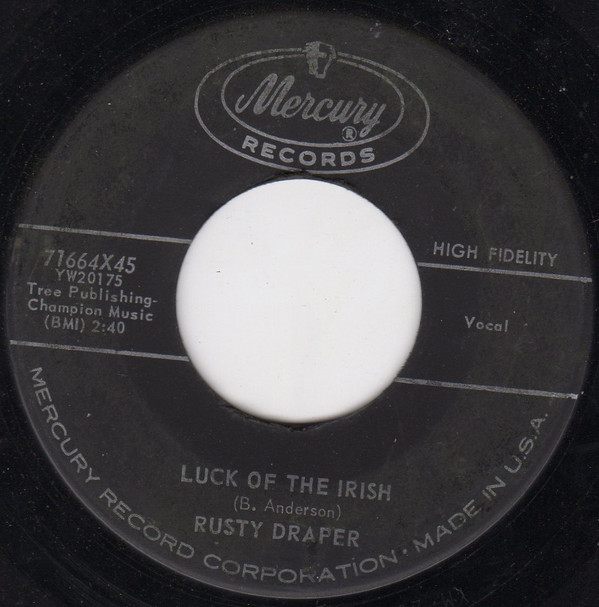 Mercury
®
RECORDS
71664X45
YW20175
Tree Publishing-
Champion Music
(BMI) 2:40
HIGH FIDELITY
Vocal
LUCK OF THE IRISH
(B. Anderson)
RUSTY DRAPER
MERCURY RECORD CORPORATION • MADE IN U.S.A.